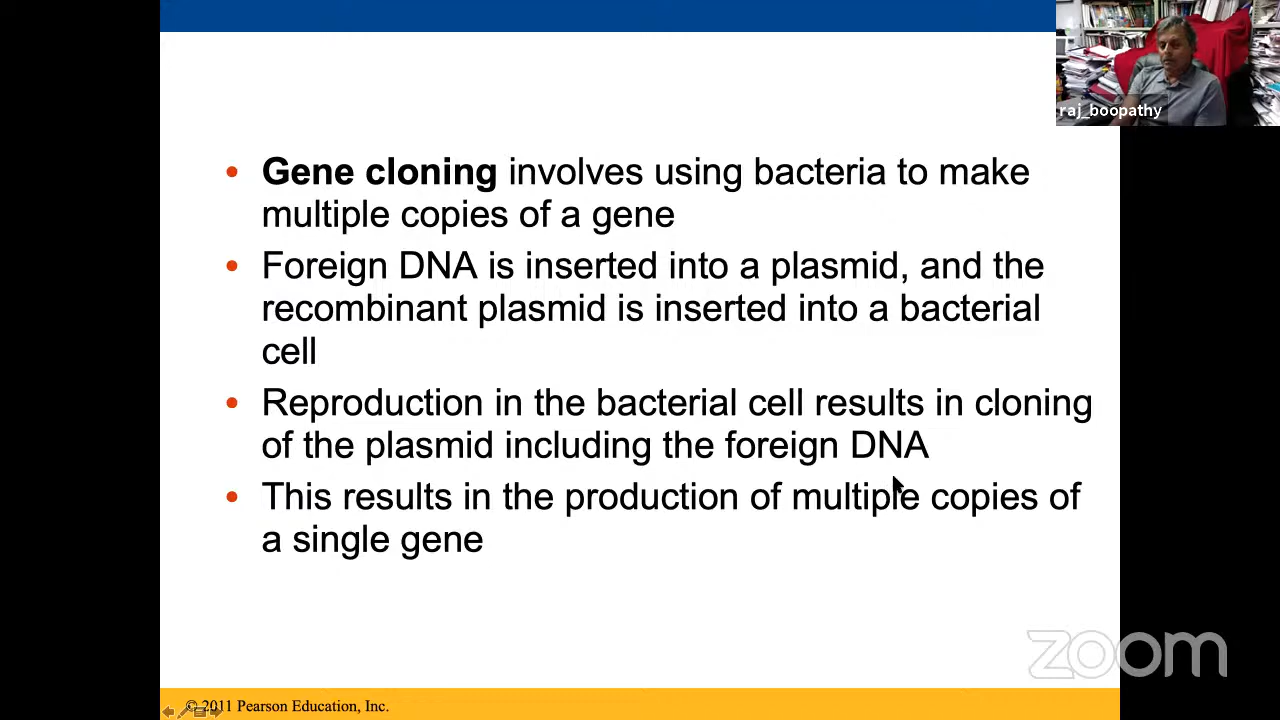 raj_boopathy
• Gene cloning involves using bacteria to make
multiple copies of a gene
• Foreign DNA is inserted into a plasmid, and the
recombinant plasmid is inserted into a bacterial
cell
• Reproduction in the bacterial cell results in cloning
of the plasmid including the foreign DNA
• This results in the production of multiple copies of
a single gene
zoom
© 2011 Pearson Education, Inc.